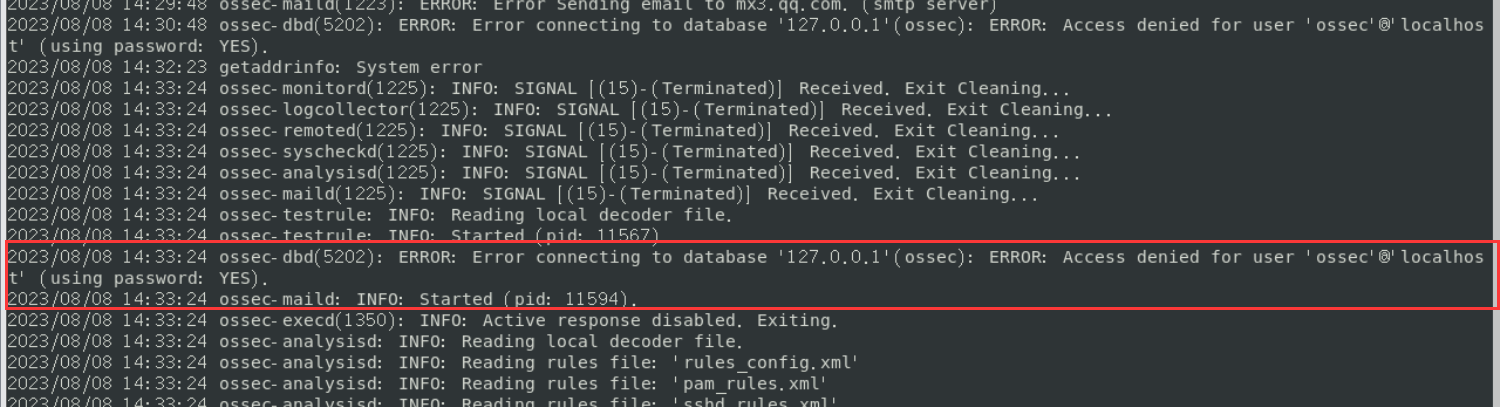 2023/08/08 14:29:48 ossec-maild(1223): ERROR: Error Sending email to mx3.qq.com. (smtp server)
2023/08/08 14:30:48 ossec-dbd(5202): ERROR: Error connecting to database '127.0.0.1'(ossec): ERROR: Access denied for user 'ossec'@'localhos
t' (using password: YES).
2023/08/08 14:32:23 getaddrinfo: System error
2023/08/08 14:33:24 ossec-monitord(1225): INFO: SIGNAL [(15)-(Terminated)] Received. Exit Cleaning...
2023/08/08 14:33:24 ossec-logcollector(1225): INFO: SIGNAL [(15)-(Terminated)] Received. Exit Cleaning...
2023/08/08 14:33:24 ossec-remoted(1225): INFO: SIGNAL [(15)-(Terminated)] Received. Exit Cleaning...
2023/08/08 14:33:24 ossec-syscheckd(1225): INFO: SIGNAL [(15)-(Terminated)] Received. Exit Cleaning...
2023/08/08 14:33:24 ossec-analysisd(1225): INFO: SIGNAL [(15)-(Terminated)] Received. Exit Cleaning...
2023/08/08 14:33:24 ossec-maild(1225): INFO: SIGNAL [(15)-(Terminated)] Received. Exit Cleaning...
2023/08/08 14:33:24 ossec-testrule: INFO: Reading local decoder file.
2023/08/08 14:33:24 ossec-testrule: INFO: Started (pid: 11567)
2023/08/08 14:33:24 ossec-dbd(5202): ERROR: Error connecting to database '127.0.0.1'(ossec): ERROR: Access denied for user 'ossec'@'localhos
t' (using password: YES).
2023/08/08 14:33:24 ossec-maild: INFO: Started (pid: 11594).
2023/08/08 14:33:24 ossec-execd(1350): INFO: Active response disabled. Exiting.
2023/08/08 14:33:24 ossec-analysisd: INFO: Reading local decoder file.
2023/08/08 14:33:24 ossec-analysisd: INFO: Reading rules file: 'rules_config.xml'
2023/08/08 14:33:24 ossec-analysisd: INFO: Reading rules file: 'pam_rules.xml'
2023/08/08 14:33:24 ossec-analysisd: INFO: Reading rules file: 'sshd_rules.xml'